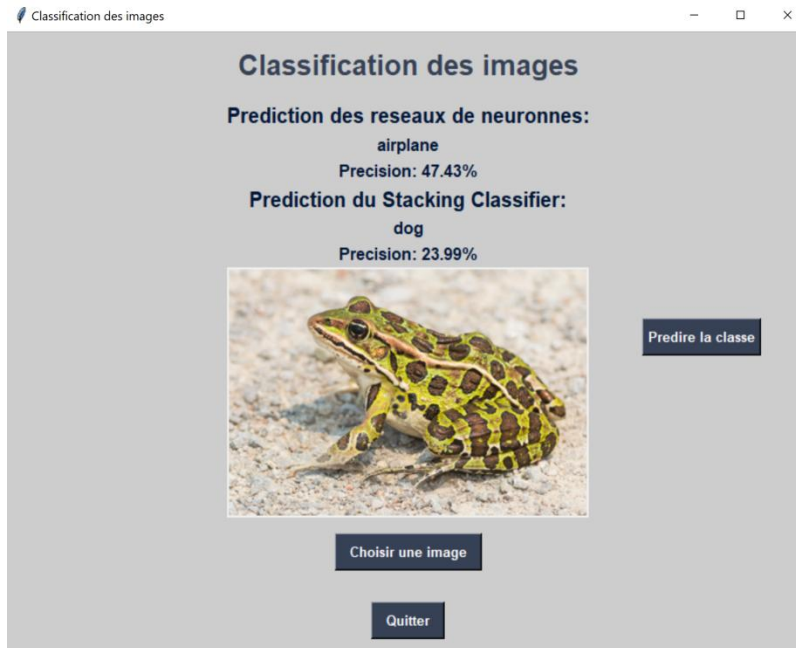 Classification des images
Classification des images
Prediction des reseaux de neuronnes:
airplane
Precision: 47.43%
Prediction du Stacking Classifier:
dog
Precision: 23.99%
Predire la classe
Choisir une image
Quitter